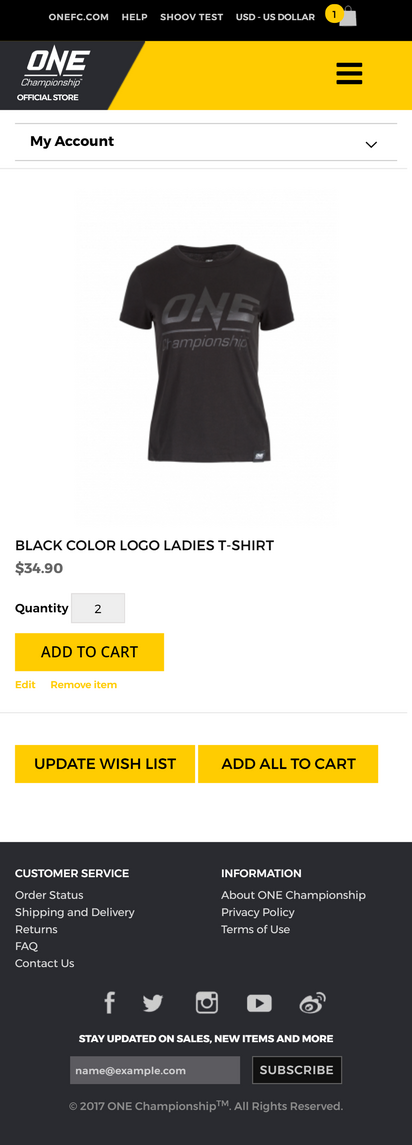 ONEFC.COM HELP SHOOV TEST USD - US DOLLAR 1
ONE
Championship
OFFICIAL STORE
My Account
ONE
Championship
ONE
BLACK COLOR LOGO LADIES T-SHIRT
$34.90
Quantity 2
ADD TO CART
Edit Remove item
UPDATE WISH LIST ADD ALL TO CART
CUSTOMER SERVICE
Order Status
Shipping and Delivery
Returns
FAQ
Contact Us
INFORMATION
About ONE Championship
Privacy Policy
Terms of Use
STAY UPDATED ON SALES, NEW ITEMS AND MORE
name@example.com SUBSCRIBE
© 2017 ONE Championship™. All Rights Reserved.